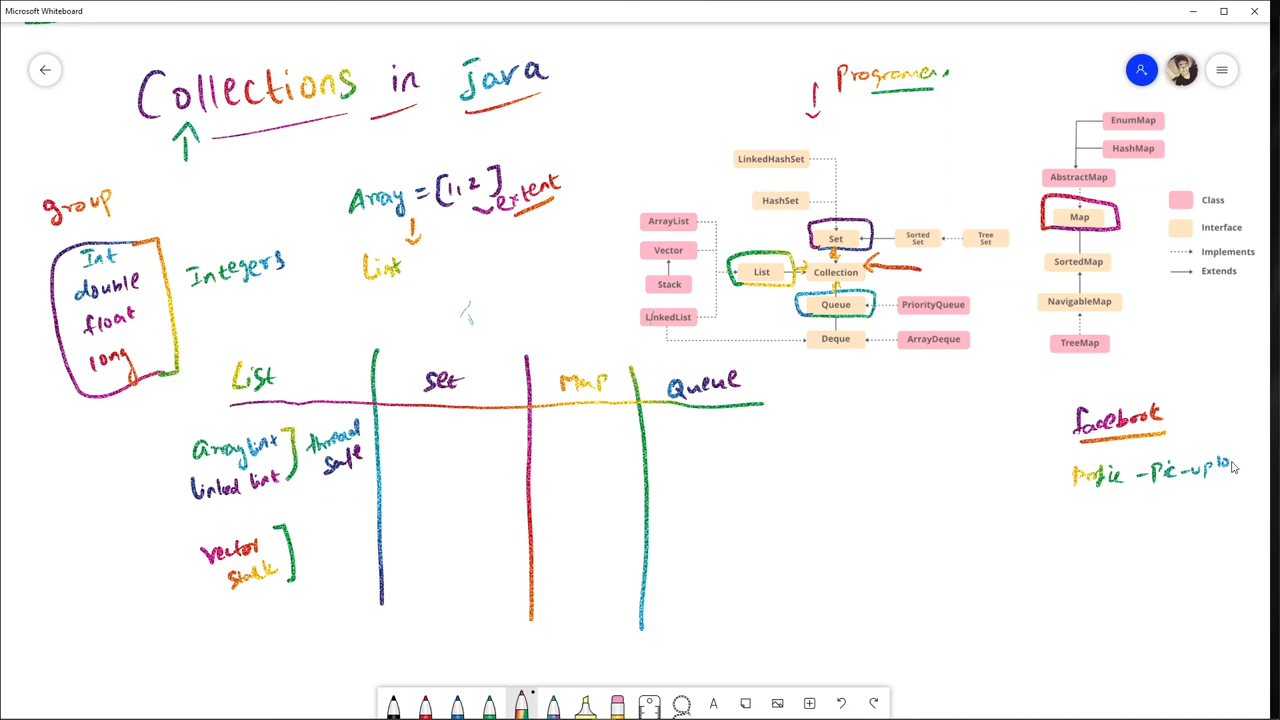 Microsoft Whiteboard
Collections in java
Programers
group
Int
double
float
long
Integers
Array = [1, 2]
extent
List
LinkedHashSet
HashSet
ArrayList
Vector
Stack
LinkedList
Set
Sorted
Set
Tree
Set
List
Collection
Queue
PriorityQueue
Deque
ArrayDeque
EnumMap
HashMap
AbstractMap
Map
SortedMap
NavigableMap
TreeMap
Class
Interface
Implements
Extends
List
Set
Map
Queue
arraylist
linked list
thread
safe
vector
stack
facebook
-Pic-uplo
A